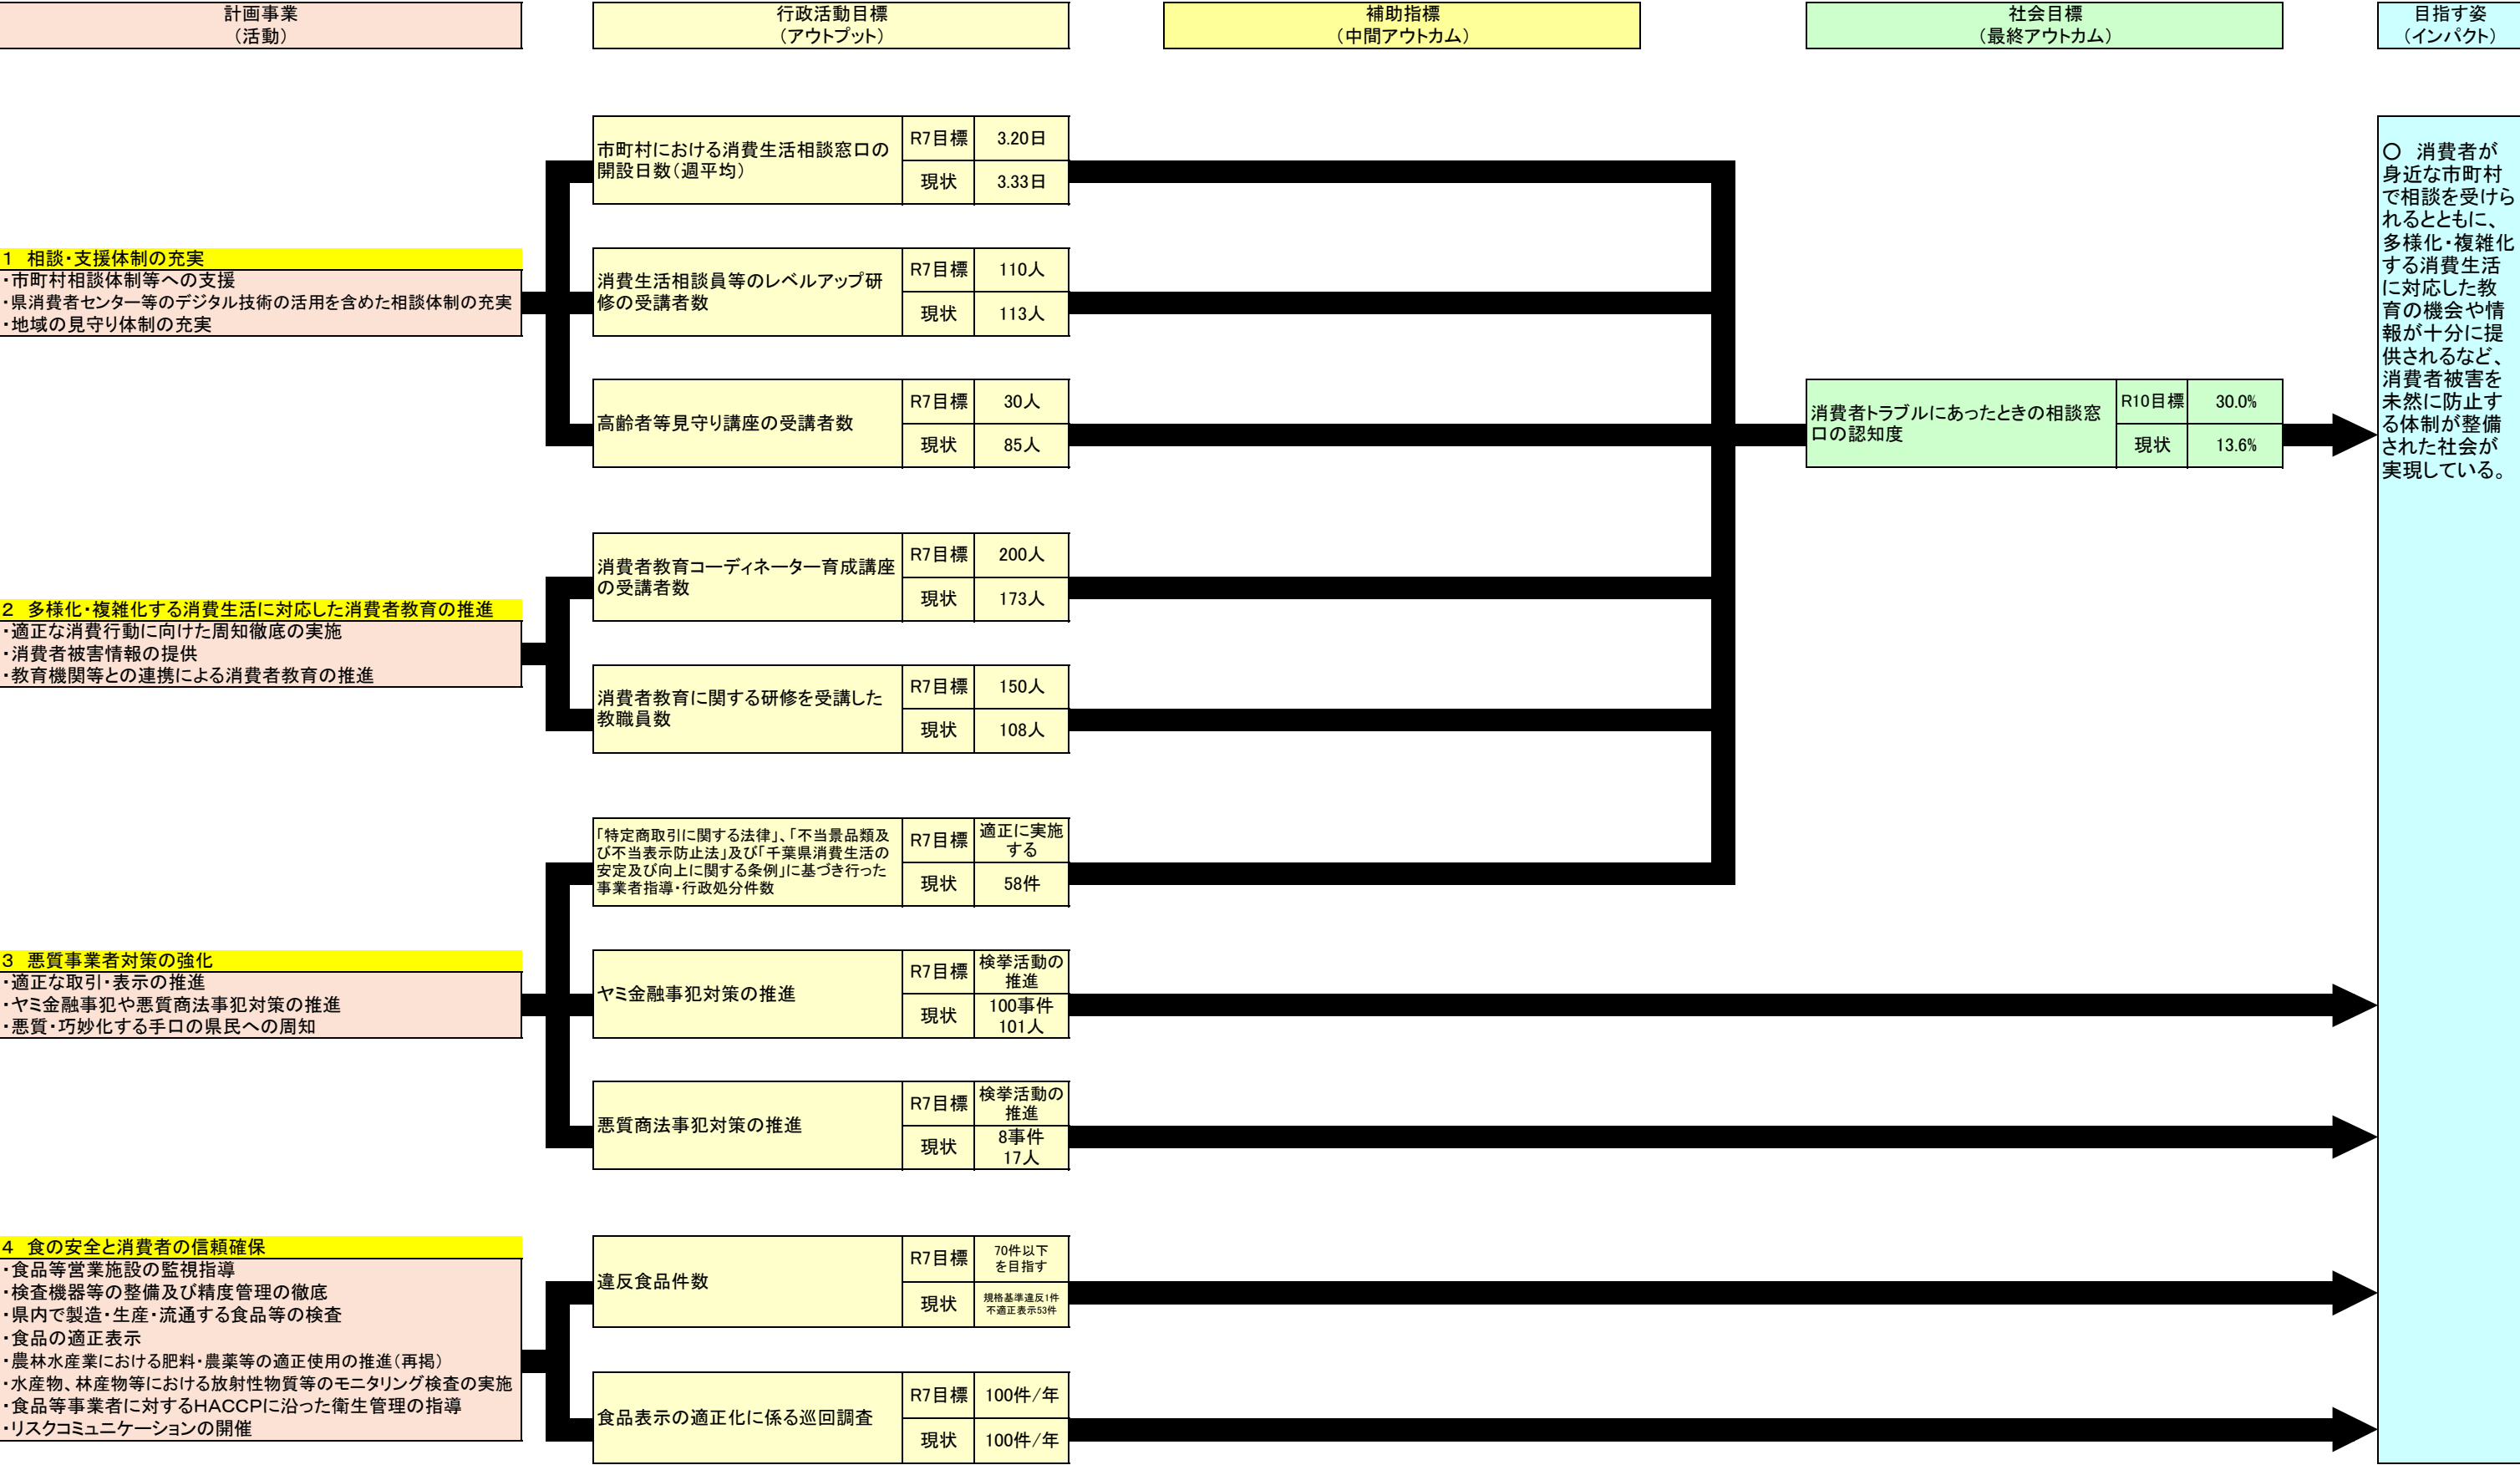 計画事業
（活動）
行政活動目標
（アウトプット）
補助指標
（中間アウトカム）
社会目標
（最終アウトカム）
目指す姿
（インパクト）
1　相談・支援体制の充実
・市町村相談体制等への支援
・県消費者センター等のデジタル技術の活用を含めた相談体制の充実
・地域の見守り体制の充実
市町村における消費生活相談窓口の
開設日数（週平均）
R7目標
3.20日
現状
3.33日
消費生活相談員等のレベルアップ研
修の受講者数
R7目標
110人
現状
113人
高齢者等見守り講座の受講者数
R7目標
30人
現状
85人
2　多様化・複雑化する消費生活に対応した消費者教育の推進
・適正な消費行動に向けた周知徹底の実施
・消費者被害情報の提供
・教育機関等との連携による消費者教育の推進
消費者教育コーディネーター育成講座
の受講者数
R7目標
200人
現状
173人
消費者教育に関する研修を受講した
教職員数
R7目標
150人
現状
108人
3　悪質事業者対策の強化
・適正な取引・表示の推進
・ヤミ金融事犯や悪質商法事犯対策の推進
・悪質・巧妙化する手口の県民への周知
「特定商取引に関する法律」、「不当景品類及
び不当表示防止法」及び「千葉県消費生活の
安定及び向上に関する条例」に基づき行った
事業者指導・行政処分件数
R7目標
適正に実施
する
現状
58件
ヤミ金融事犯対策の推進
R7目標
検挙活動の
推進
現状
100事件
101人
悪質商法事犯対策の推進
R7目標
検挙活動の
推進
現状
8事件
17人
4　食の安全と消費者の信頼確保
・食品等営業施設の監視指導
・検査機器等の整備及び精度管理の徹底
・県内で製造・生産・流通する食品等の検査
・食品の適正表示
・農林水産業における肥料・農薬等の適正使用の推進（再掲）
・水産物、林産物等における放射性物質等のモニタリング検査の実施
・食品等事業者に対するHACCPに沿った衛生管理の指導
・リスクコミュニケーションの開催
違反食品件数
R7目標
70件以下
を目指す
現状
規格基準違反1件
不適正表示53件
食品表示の適正化に係る巡回調査
R7目標
100件/年
現状
100件/年
消費者トラブルにあったときの相談窓
口の認知度
R10目標
30.0%
現状
13.6%
○　消費者が
身近な市町村
で相談を受けら
れるとともに、
多様化・複雑化
する消費生活
に対応した教
育の機会や情
報が十分に提
供されるなど、
消費者被害を
未然に防止す
る体制が整備
された社会が
実現している。